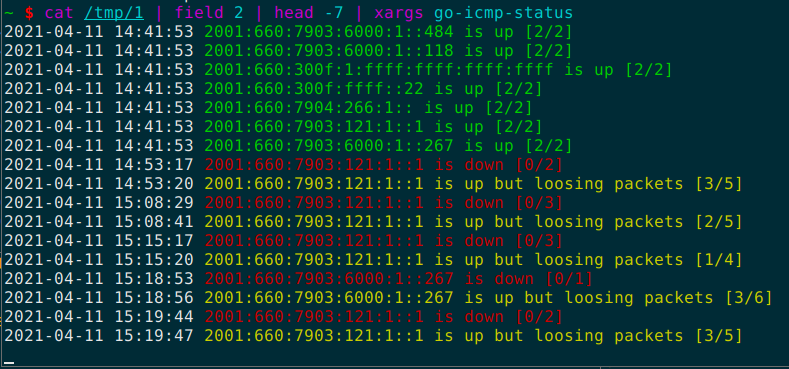 ~ $ cat /tmp/1 | field 2 | head -7 | xargs go-icmp-status
2021-04-11 14:41:53 2001:660:7903:6000:1::484 is up [2/2]
2021-04-11 14:41:53 2001:660:7903:6000:1::118 is up [2/2]
2021-04-11 14:41:53 2001:660:300f:1:ffff:ffff:ffff:ffff is up [2/2]
2021-04-11 14:41:53 2001:660:300f:ffff::22 is up [2/2]
2021-04-11 14:41:53 2001:660:7904:266:1:: is up [2/2]
2021-04-11 14:41:53 2001:660:7903:121:1::1 is up [2/2]
2021-04-11 14:41:53 2001:660:7903:6000:1::267 is up [2/2]
2021-04-11 14:53:17 2001:660:7903:121:1::1 is down [0/2]
2021-04-11 14:53:20 2001:660:7903:121:1::1 is up but loosing packets [3/5]
2021-04-11 15:08:29 2001:660:7903:121:1::1 is down [0/3]
2021-04-11 15:08:41 2001:660:7903:121:1::1 is up but loosing packets [2/5]
2021-04-11 15:15:17 2001:660:7903:121:1::1 is down [0/3]
2021-04-11 15:15:20 2001:660:7903:121:1::1 is up but loosing packets [1/4]
2021-04-11 15:18:53 2001:660:7903:6000:1::267 is down [0/1]
2021-04-11 15:18:56 2001:660:7903:6000:1::267 is up but loosing packets [3/6]
2021-04-11 15:19:44 2001:660:7903:121:1::1 is down [0/2]
2021-04-11 15:19:47 2001:660:7903:121:1::1 is up but loosing packets [3/5]